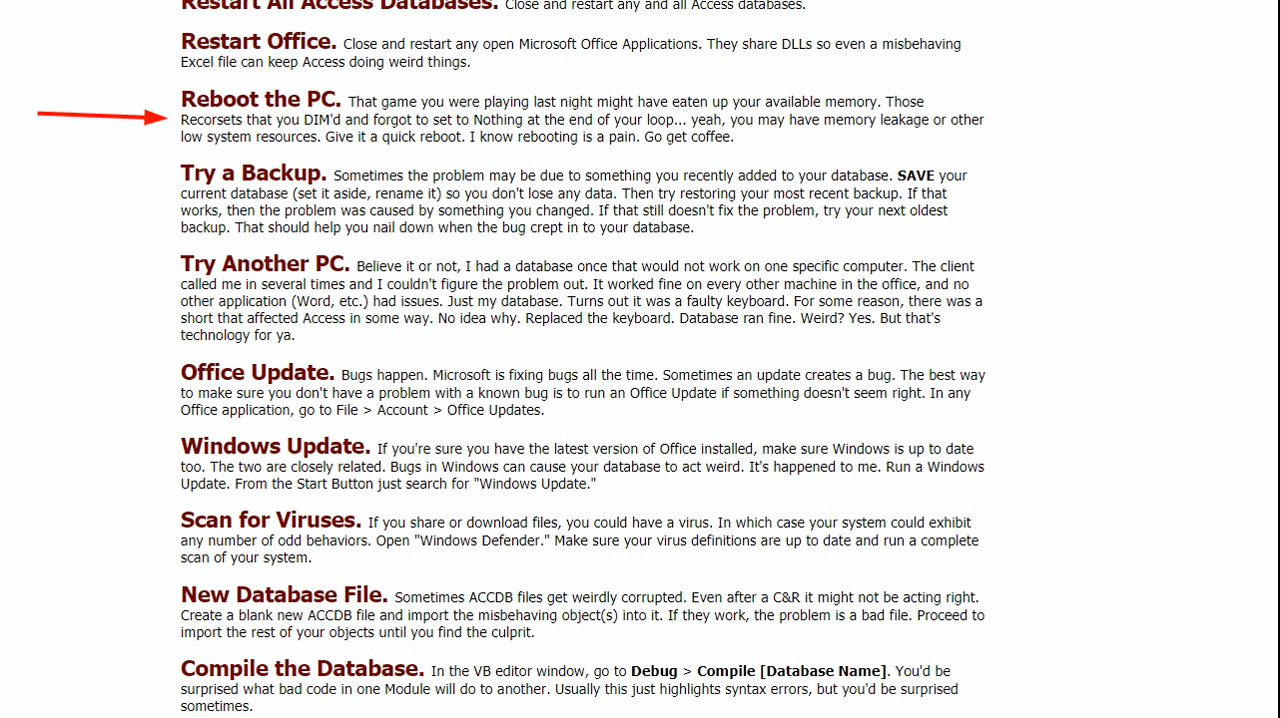 Restart All Access Databases. Close and restart any and all Access databases.
Restart Office. Close and restart any open Microsoft Office Applications. They share DLLs so even a misbehaving
Excel file can keep Access doing weird things.
Reboot the PC. That game you were playing last night might have eaten up your available memory. Those
Recorsets that you DIM'd and forgot to set to Nothing at the end of your loop... yeah, you may have memory leakage or other
low system resources. Give it a quick reboot. I know rebooting is a pain. Go get coffee.
Try a Backup. Sometimes the problem may be due to something you recently added to your database. SAVE your
current database (set it aside, rename it) so you don't lose any data. Then try restoring your most recent backup. If that
works, then the problem was caused by something you changed. If that still doesn't fix the problem, try your next oldest
backup. That should help you nail down when the bug crept in to your database.
Try Another PC. Believe it or not, I had a database once that would not work on one specific computer. The client
called me in several times and I couldn't figure the problem out. It worked fine on every other machine in the office, and no
other application (Word, etc.) had issues. Just my database. Turns out it was a faulty keyboard. For some reason, there was a
short that affected Access in some way. No idea why. Replaced the keyboard. Database ran fine. Weird? Yes. But that's
technology for ya.
Office Update. Bugs happen. Microsoft is fixing bugs all the time. Sometimes an update creates a bug. The best way
to make sure you don't have a problem with a known bug is to run an Office Update if something doesn't seem right. In any
Office application, go to File > Account > Office Updates.
Windows Update. If you're sure you have the latest version of Office installed, make sure Windows is up to date
too. The two are closely related. Bugs in Windows can cause your database to act weird. It's happened to me. Run a Windows
Update. From the Start Button just search for "Windows Update."
Scan for Viruses. If you share or download files, you could have a virus. In which case your system could exhibit
any number of odd behaviors. Open "Windows Defender." Make sure your virus definitions are up to date and run a complete
scan of your system.
New Database File. Sometimes ACCDB files get weirdly corrupted. Even after a C&R it might not be acting right.
Create a blank new ACCDB file and import the misbehaving object(s) into it. If they work, the problem is a bad file. Proceed to
import the rest of your objects until you find the culprit.
Compile the Database. In the VB editor window, go to Debug > Compile [Database Name]. You'd be
surprised what bad code in one Module will do to another. Usually this just highlights syntax errors, but you'd be surprised
sometimes.